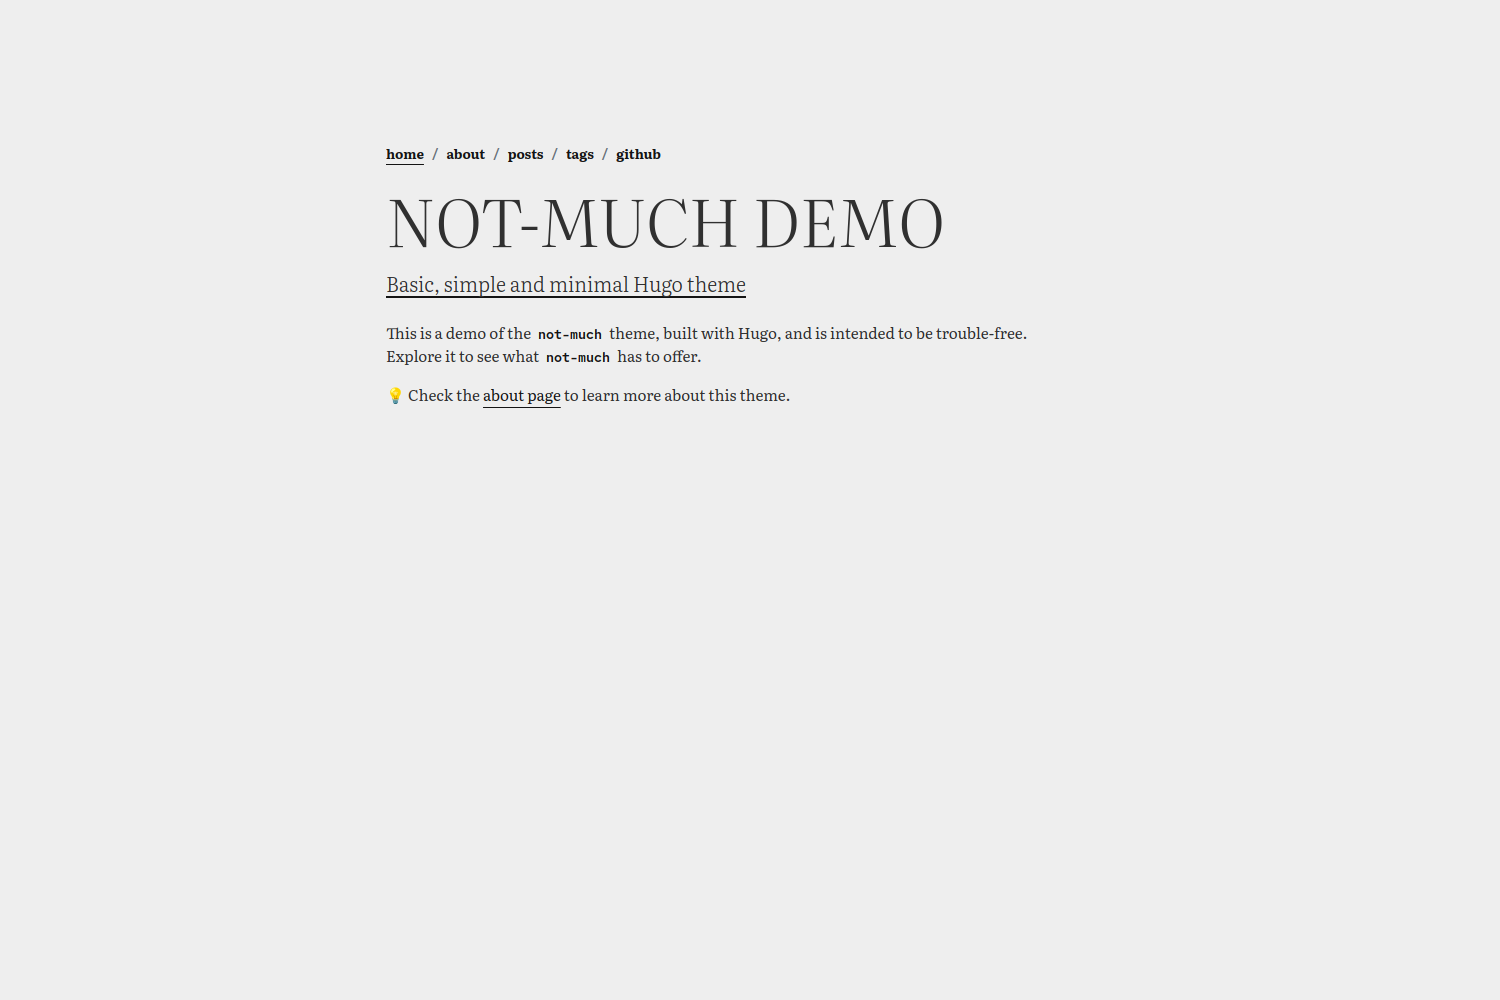 home / about / posts / tags / github
NOT-MUCH DEMO
Basic, simple and minimal Hugo theme
This is a demo of the not-much theme, built with Hugo, and is intended to be trouble-free.
Explore it to see what not-much has to offer.
💡 Check the about page to learn more about this theme.